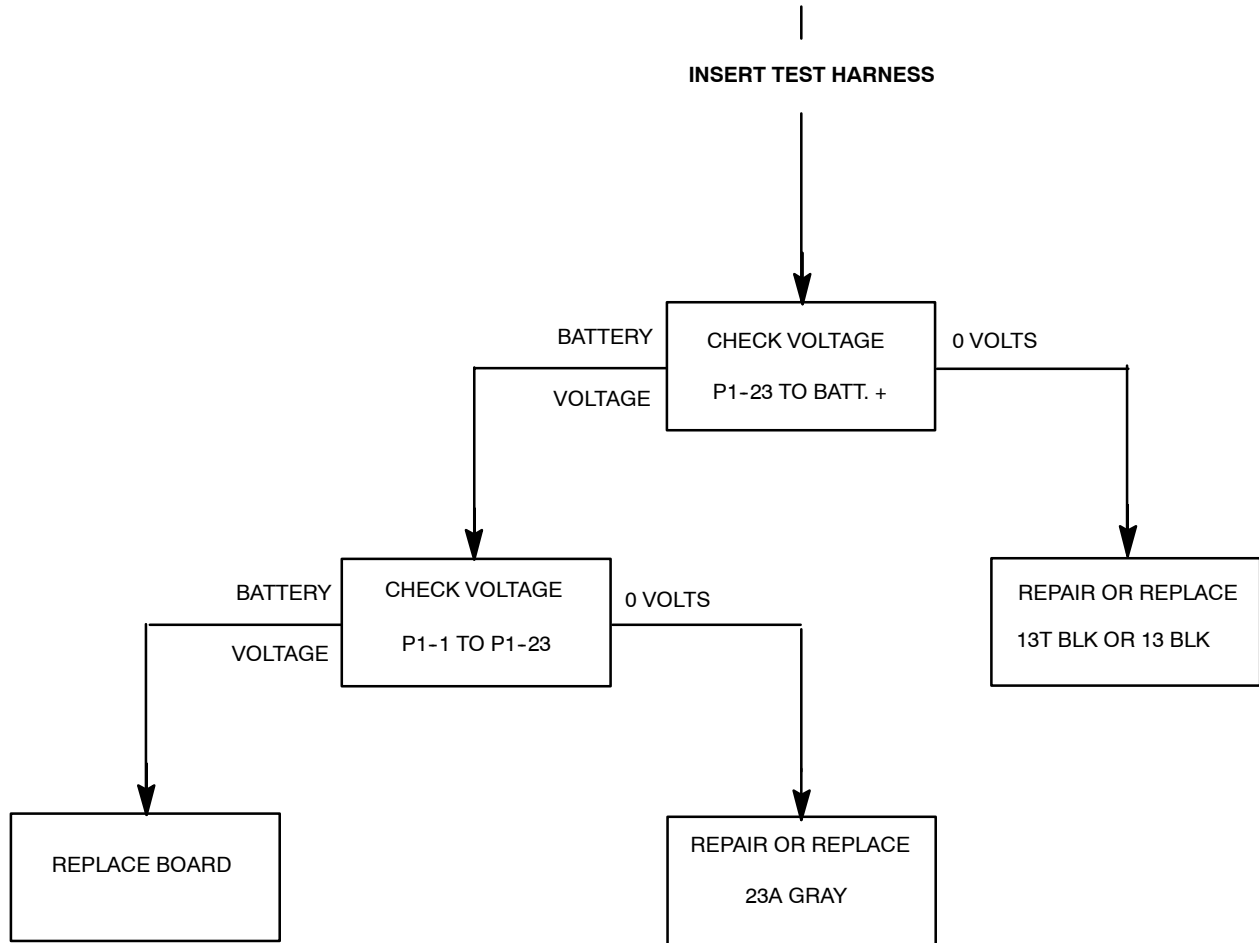 INSERT TEST HARNESS
BATTERY
VOLTAGE
CHECK VOLTAGE
P1-23 TO BATT. +
0 VOLTS
BATTERY
VOLTAGE
CHECK VOLTAGE
P1-1 TO P1-23
0 VOLTS
REPAIR OR REPLACE
13T BLK OR 13 BLK
REPLACE BOARD
REPAIR OR REPLACE
23A GRAY